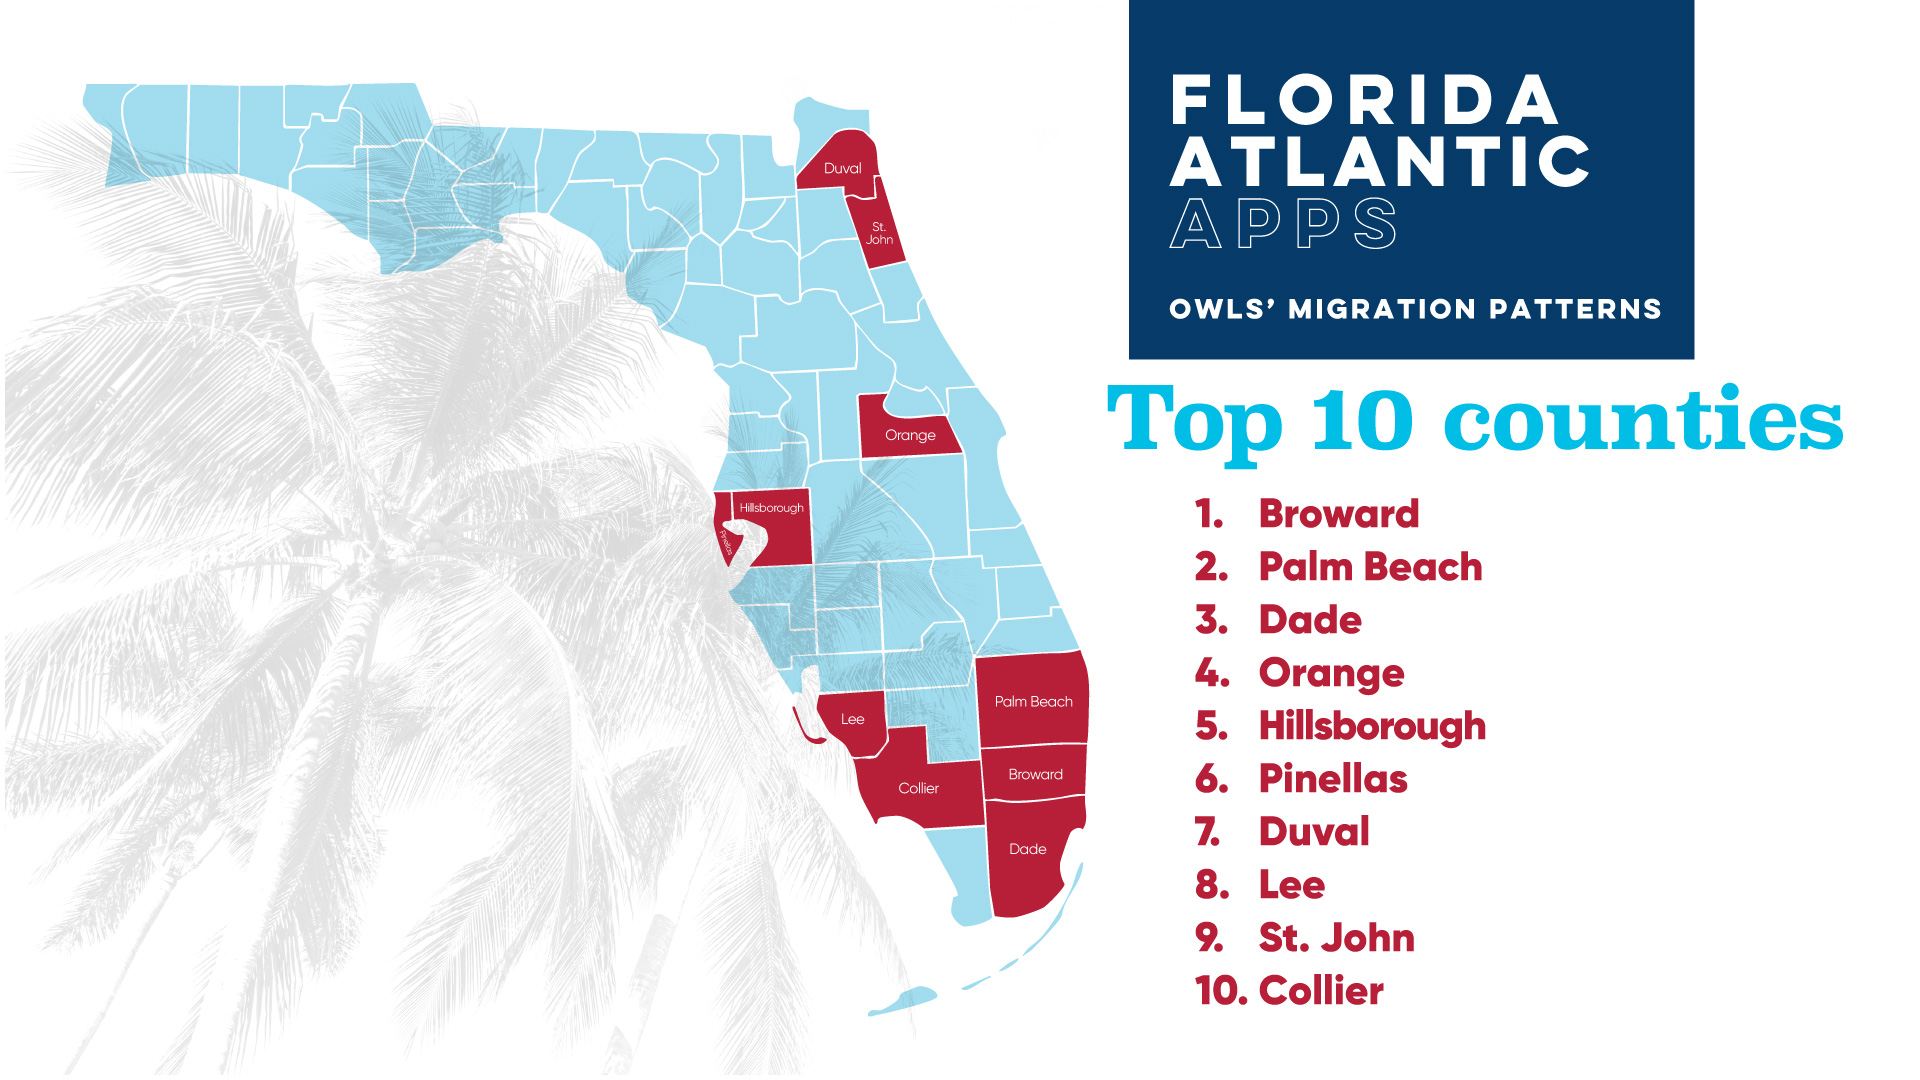 FLORIDA
ATLANTIC
APPS
OWLS’ MIGRATION PATTERNS
Top 10 counties
1. Broward
2. Palm Beach
3. Dade
4. Orange
5. Hillsborough
6. Pinellas
7. Duval
8. Lee
9. St. John
10. Collier
Duval
St.
John
Orange
Hillsborough
Pinellas
Palm Beach
Lee
Broward
Collier
Dade